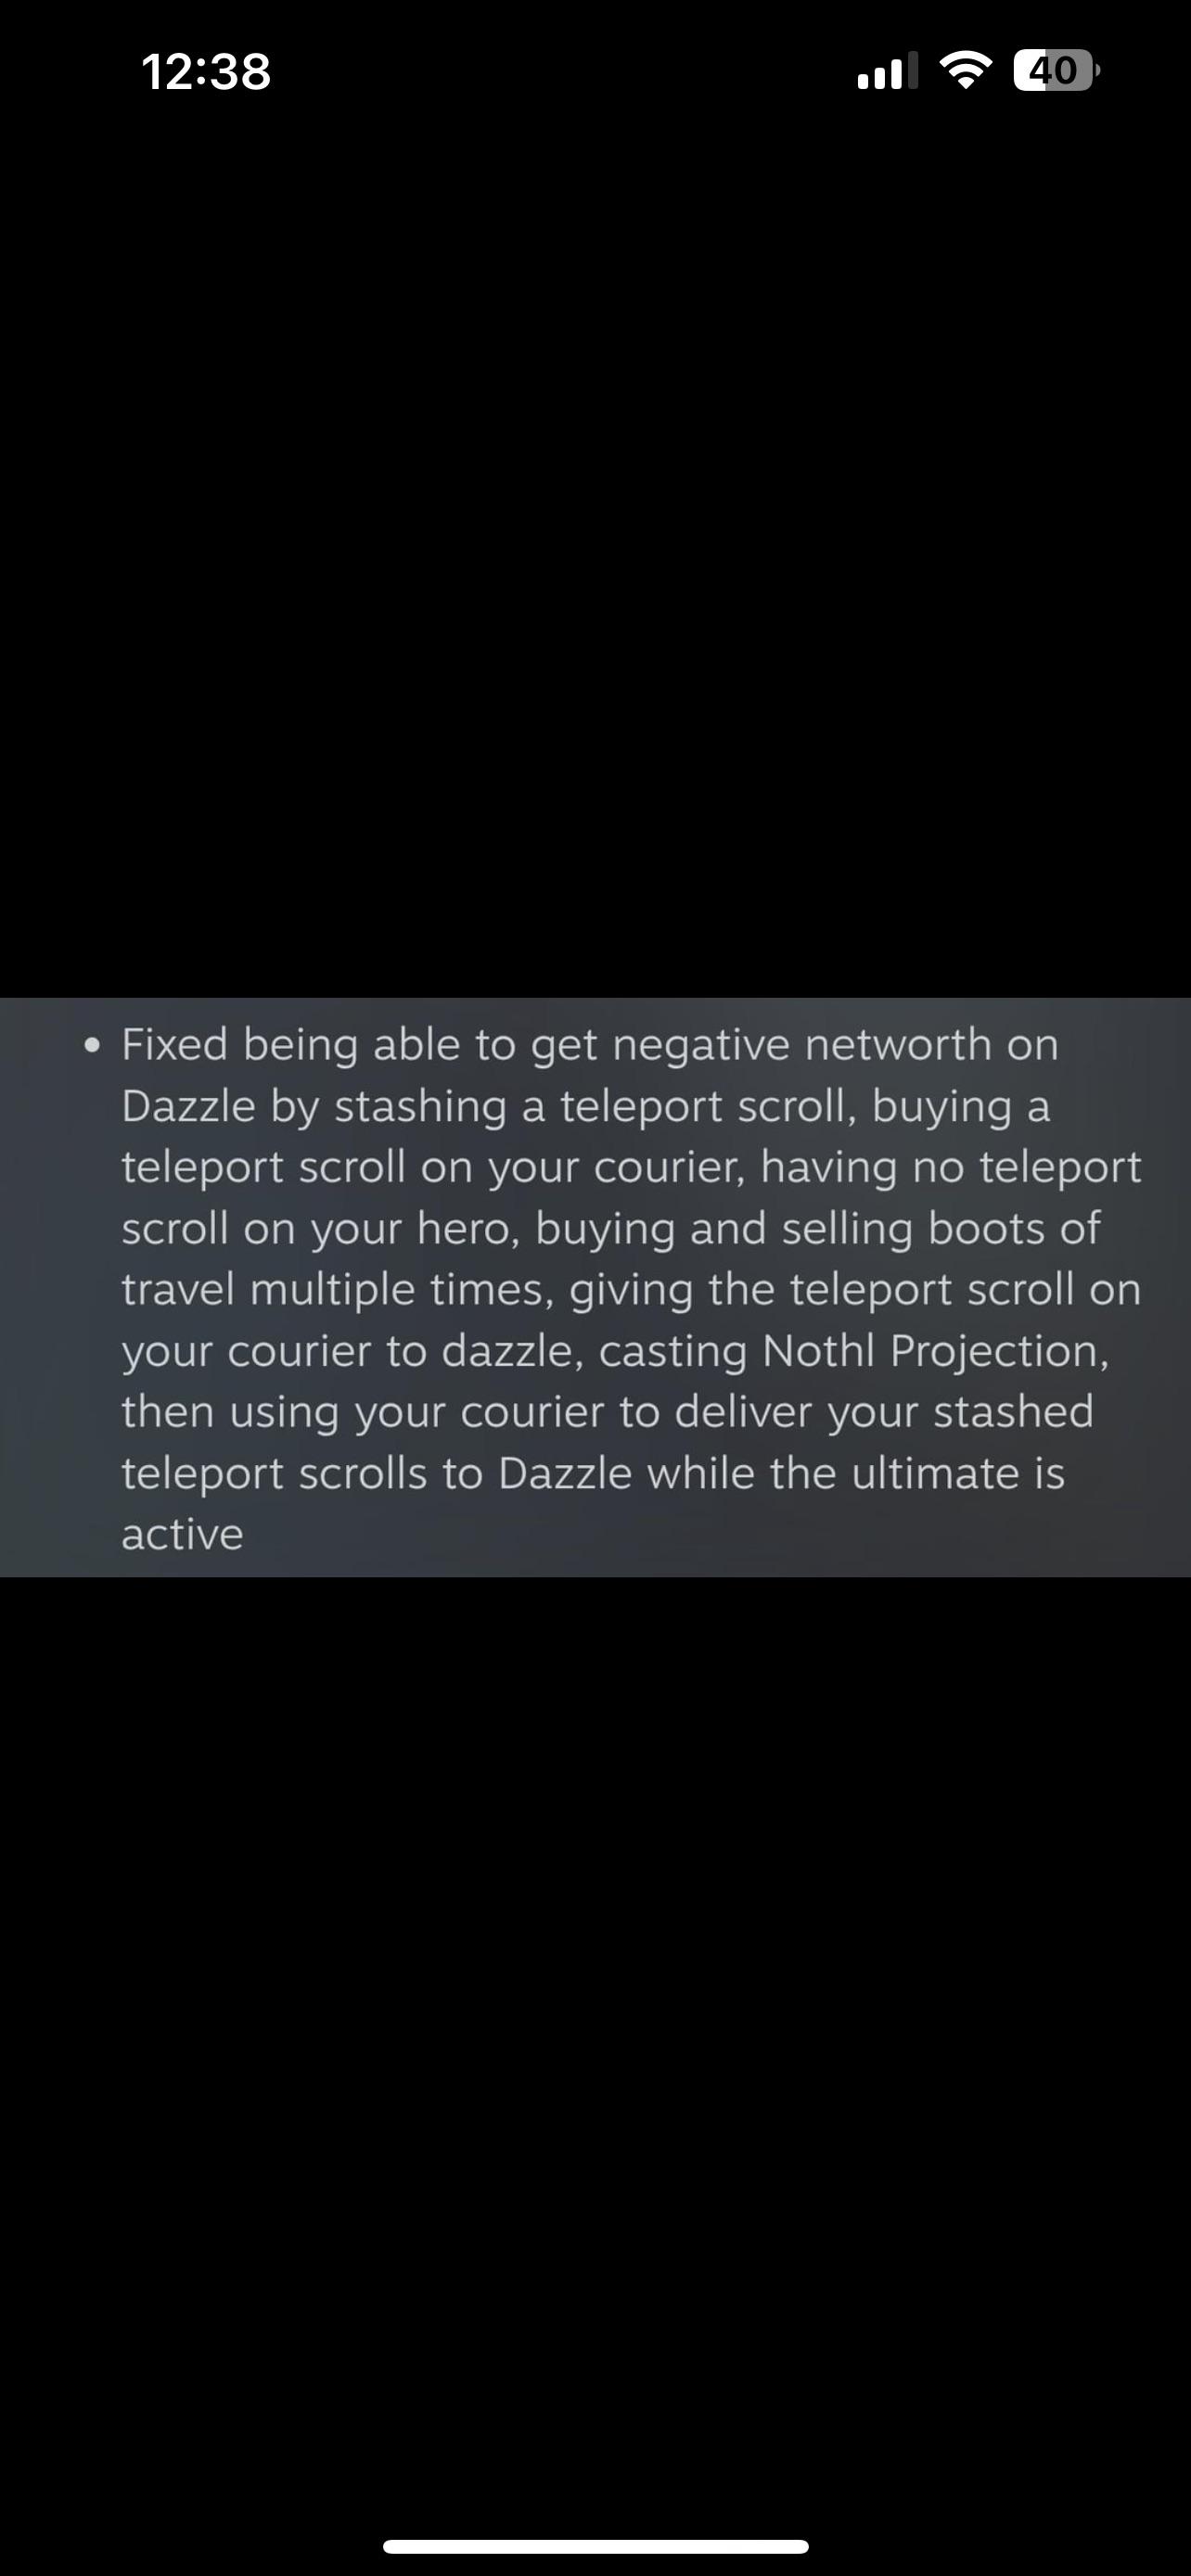 12:38
40
• Fixed being able to get negative networth on
Dazzle by stashing a teleport scroll, buying a
teleport scroll on your courier, having no teleport
scroll on your hero, buying and selling boots of
travel multiple times, giving the teleport scroll on
your courier to dazzle, casting Nothl Projection,
then using your courier to deliver your stashed
teleport scrolls to Dazzle while the ultimate is
active